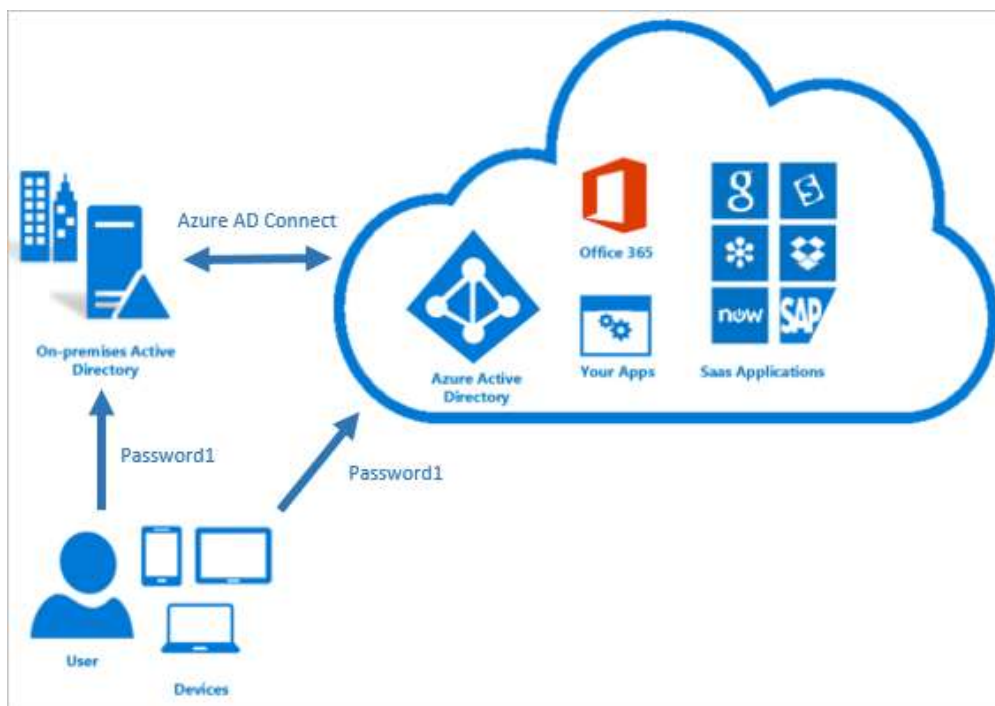 Azure AD Connect
On-premises Active
Directory
Azure Active
Directory
Office 365
Your Apps
g
S
now
SAP
Saas Applications
Password1
Password1
User
Devices